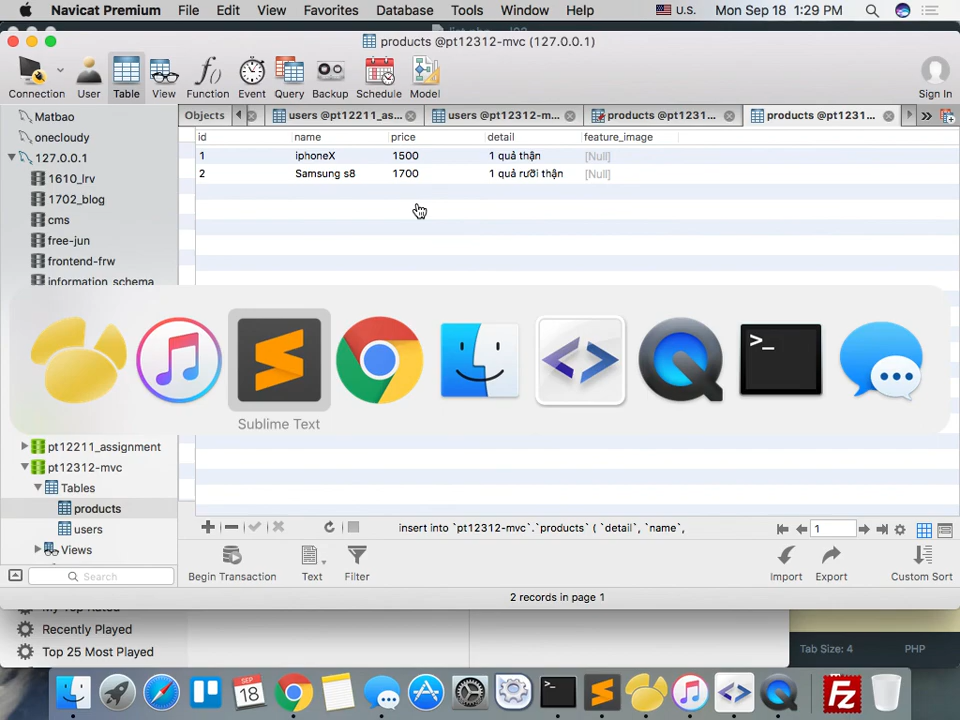 Navicat Premium File Edit View Favorites Database Tools Window Help U.S. Mon Sep 18 1:29 PM
products @pt12312-mvc (127.0.0.1)
Connection User Table View Function Event Query Backup Schedule Model Sign In
Matbao
onecloudy
127.0.0.1
1610_lrv
1702_blog
cms
free-jun
frontend-frw
information_schema
pt12211_assignment
pt12312-mvc
Tables
products
users
Views
Search
Objects users @pt12211_as... users @pt12312-m... products @pt1231... products @pt1231...
id name price detail feature_image
1 iphoneX 1500 1 quả thận [Null]
2 Samsung s8 1700 1 quả rưỡi thận [Null]
Sublime Text
>_
insert into `pt12312-mvc`.`products` ( `detail`, `name`,
1
Begin Transaction Text Filter Import Export Custom Sort
2 records in page 1
Recently Played
Top 25 Most Played
Tab Size: 4 PHP
SEP
18
>_
Fz